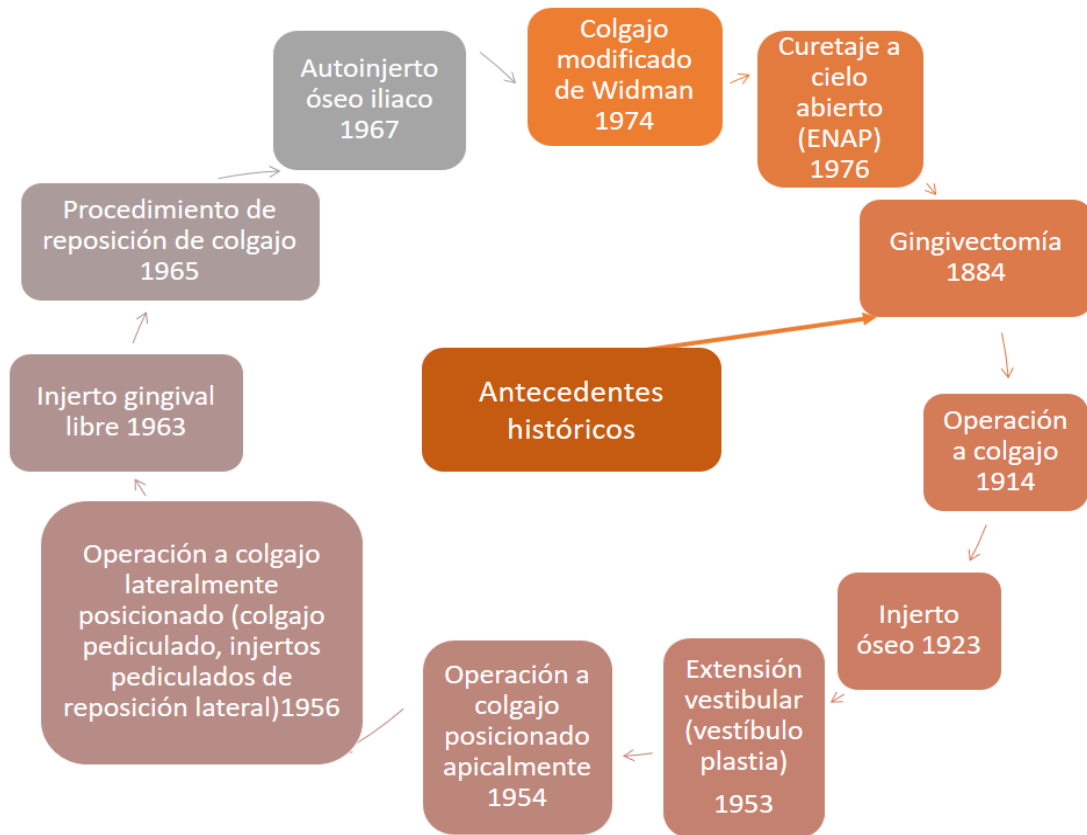 Antecedentes
históricos
Gingivectomía
1884
Operación
a colgajo
1914
Injerto
óseo 1923
Extensión
vestibular
(vestíbulo
plastia)
1953
Operación a
colgajo
posicionado
apicalmente
1954
Operación a colgajo
lateralmente
posicionado (colgajo
pediculado, injertos
pediculados de
reposición lateral)1956
Injerto gingival
libre 1963
Procedimiento de
reposición de colgajo
1965
Autoinjerto
óseo iliaco
1967
Colgajo
modificado
de Widman
1974
Curetaje a
cielo
abierto
(ENAP)
1976